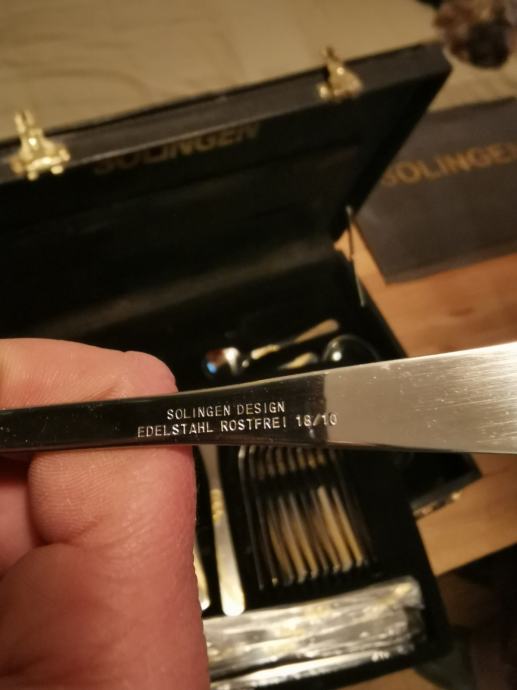 SOLINGEN
SOLINGEN
SOLINGEN DESIGN
EDELSTAHL ROSTFREI 18/10